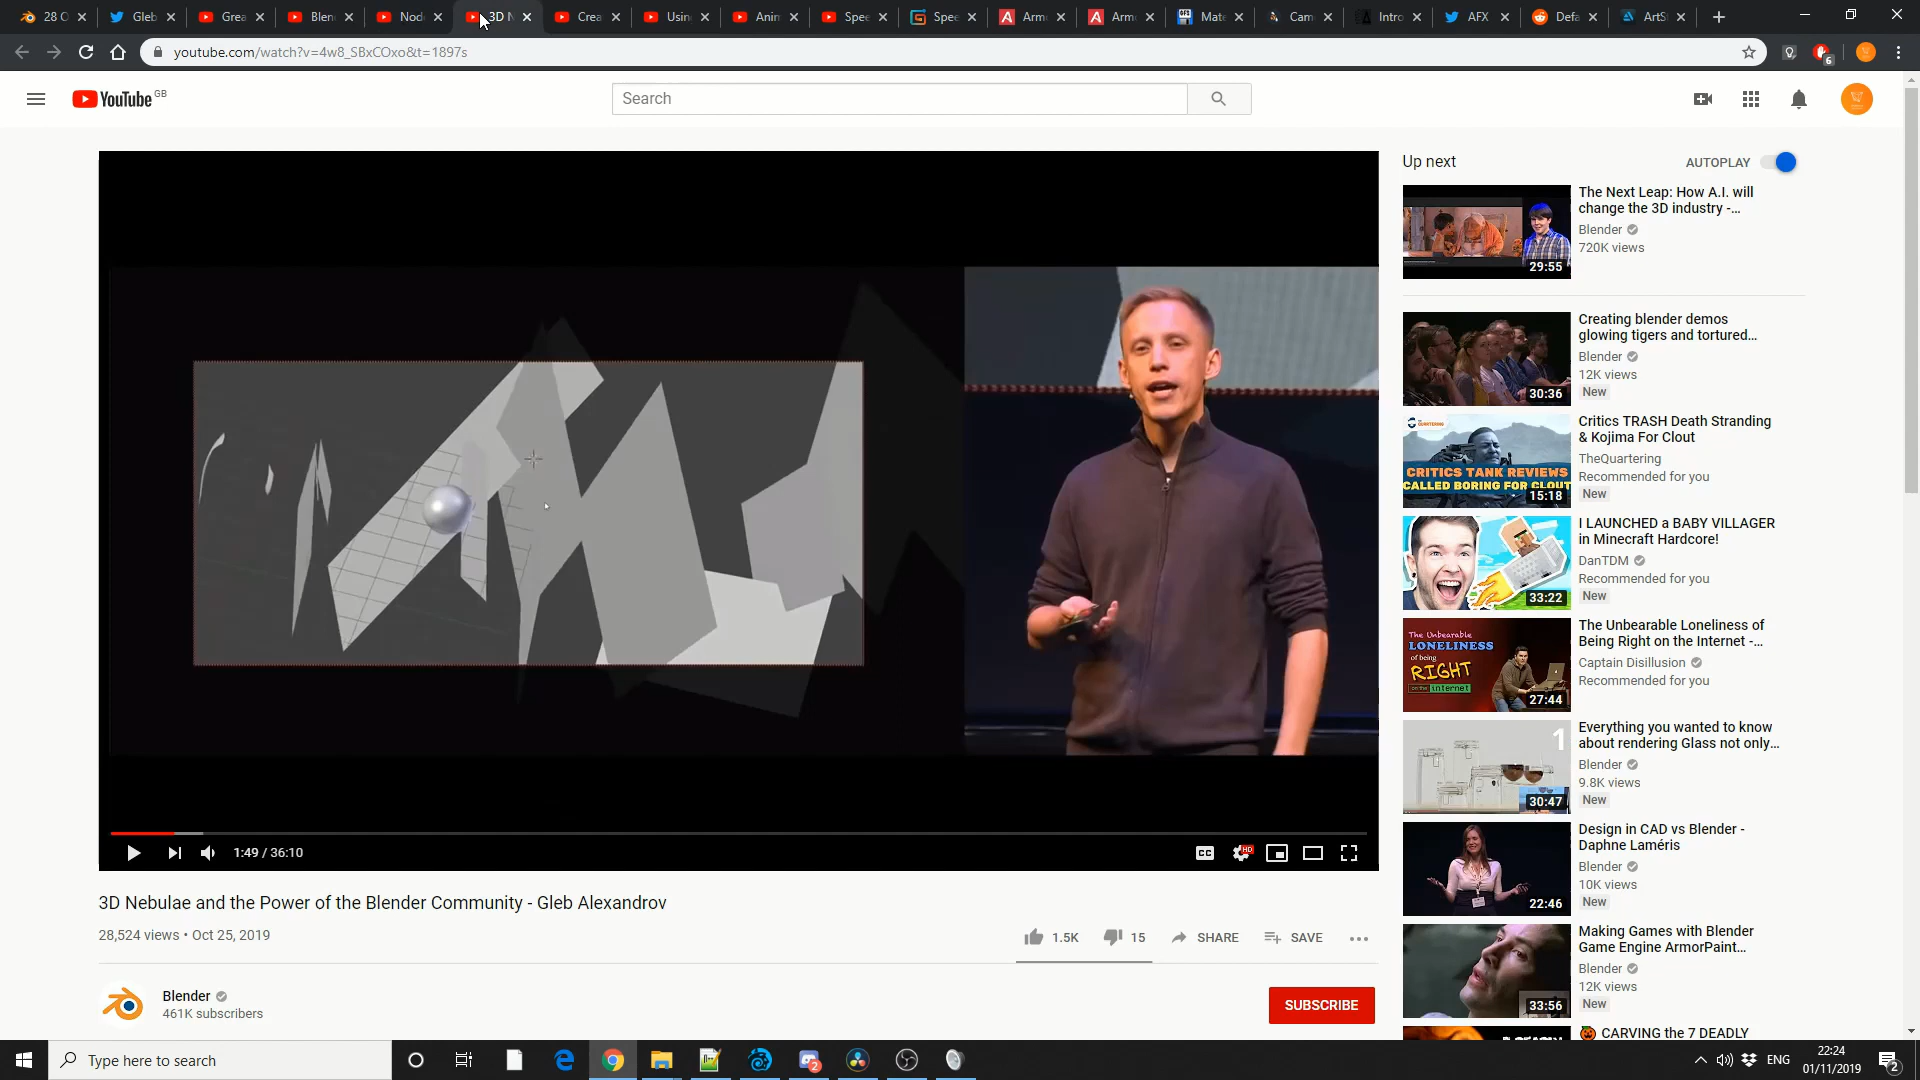 28 O
Gleb
Grea
Blen
Node
3D N
Crea
Usin
Anin
Spee
Spee
Arm
Arm
Mate
Cam
Intro
AFX
Defa
ArtS
youtube.com/watch?v=4w8_SBxCOxo&t=1897s
6
YouTube GB
Search
Up next
AUTOPLAY
The Next Leap: How A.I. will
change the 3D industry -...
Blender
720K views
29:55
Creating blender demos
glowing tigers and tortured...
Blender
12K views
New
30:36
Critics TRASH Death Stranding
& Kojima For Clout
TheQuartering
Recommended for you
New
CRITICS TANK REVIEWS
CALLED BORING FOR CLOUT
15:18
I LAUNCHED a BABY VILLAGER
in Minecraft Hardcore!
DanTDM
Recommended for you
New
33:22
The Unbearable Loneliness of
Being Right on the Internet -...
Captain Disillusion
Recommended for you
The Unbearable
LONELINESS
of being
RIGHT
on the internet
27:44
Everything you wanted to know
about rendering Glass not only...
Blender
9.8K views
New
1
30:47
Design in CAD vs Blender -
Daphne Laméris
Blender
10K views
New
22:46
Making Games with Blender
Game Engine ArmorPaint...
Blender
12K views
New
33:56
CARVING the 7 DEADLY
1:49 / 36:10
CC
HD
3D Nebulae and the Power of the Blender Community - Gleb Alexandrov
28,524 views • Oct 25, 2019
1.5K
15
SHARE
SAVE
Blender
461K subscribers
SUBSCRIBE
Type here to search
2
ENG
22:24
01/11/2019
2